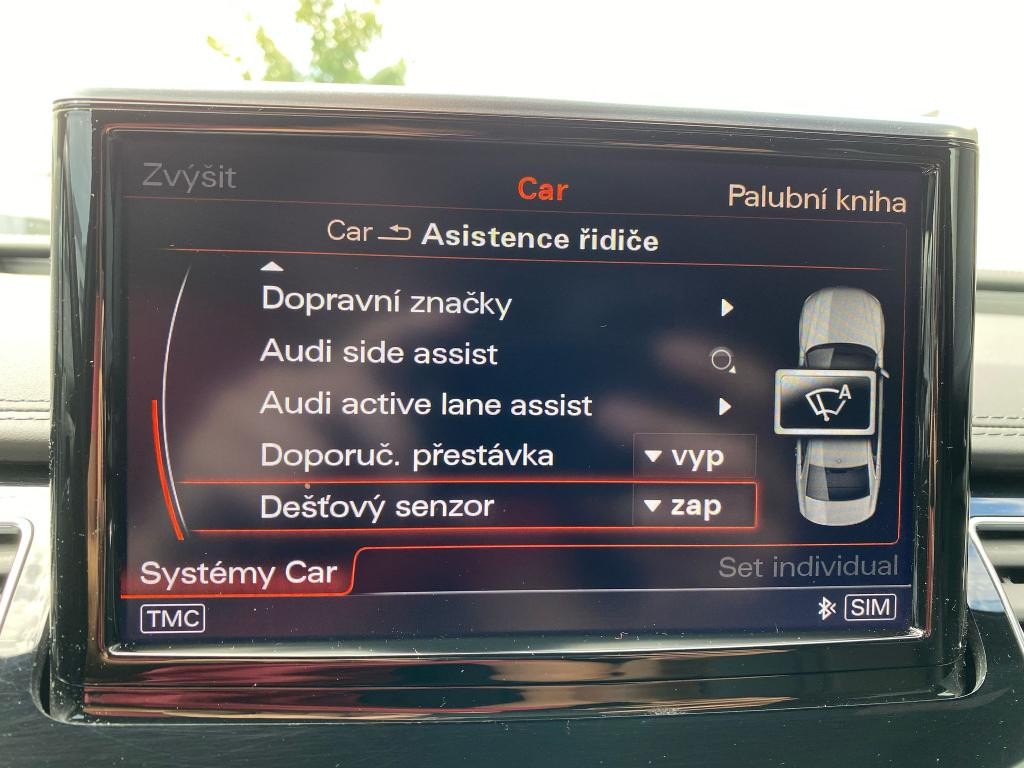 Zvýšit
Car
Palubní kniha
Car Asistence řidiče
Dopravní značky
Audi side assist
Audi active lane assist
Doporuč. přestávka vyp
Dešťový senzor zap
A
Systémy Car
Set individual
TMC
SIM